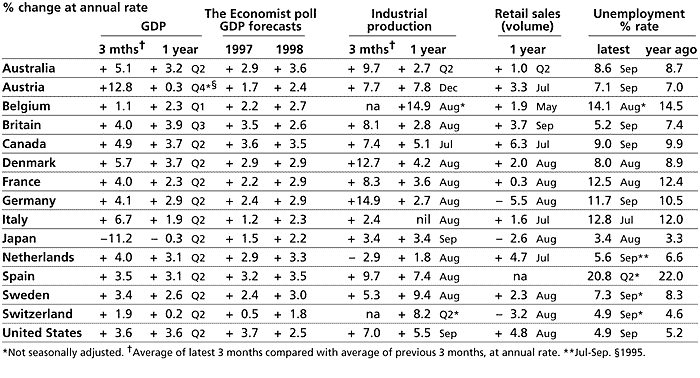 % change at annual rate
GDP The Economist poll GDP forecasts Industrial production Retail sales (volume) Unemployment % rate
3 mths† 1 year 1997 1998 3 mths† 1 year 1 year latest year ago
Australia + 5.1 + 3.2 Q2 + 2.9 + 3.6 + 9.7 + 2.7 Q2 + 1.0 Q2 8.6 Sep 8.7
Austria +12.8 + 0.3 Q4*§ + 1.7 + 2.4 + 7.7 + 7.8 Dec + 3.3 Jul 7.1 Sep 7.0
Belgium + 1.1 + 2.3 Q1 + 2.2 + 2.7 na +14.9 Aug* + 1.9 May 14.1 Aug* 14.5
Britain + 4.0 + 3.9 Q3 + 3.5 + 2.6 + 8.1 + 2.8 Aug + 3.7 Sep 5.2 Sep 7.4
Canada + 4.9 + 3.7 Q2 + 3.6 + 3.5 + 7.4 + 5.1 Jul + 6.3 Jul 9.0 Sep 9.9
Denmark + 5.7 + 3.7 Q2 + 2.9 + 2.9 +12.7 + 4.2 Aug + 2.0 Aug 8.0 Aug 8.9
France + 4.0 + 2.3 Q2 + 2.2 + 2.9 + 8.3 + 3.6 Aug + 0.3 Aug 12.5 Aug 12.4
Germany + 4.1 + 2.9 Q2 + 2.4 + 2.9 +14.9 + 2.7 Aug − 5.5 Aug 11.7 Sep 10.5
Italy + 6.7 + 1.9 Q2 + 1.2 + 2.3 + 2.4 nil Aug + 1.6 Jul 12.8 Jul 12.0
Japan −11.2 − 0.3 Q2 + 1.5 + 2.2 + 3.4 + 3.4 Sep − 2.6 Aug 3.4 Aug 3.3
Netherlands + 4.0 + 3.1 Q2 + 2.9 + 3.3 − 2.9 + 1.8 Aug + 4.7 Jul 5.6 Sep** 6.6
Spain + 3.5 + 3.1 Q2 + 3.2 + 3.5 + 9.7 + 7.4 Aug na 20.8 Q2* 22.0
Sweden + 3.4 + 2.6 Q2 + 2.4 + 3.0 + 5.3 + 9.4 Aug + 2.3 Aug 7.3 Sep* 8.3
Switzerland + 1.9 + 0.2 Q2 + 0.5 + 1.8 na + 8.2 Q2* − 3.2 Aug 4.9 Sep* 4.6
United States + 3.6 + 3.6 Q2 + 3.7 + 2.5 + 7.0 + 5.5 Sep + 4.8 Aug 4.9 Sep 5.2
*Not seasonally adjusted. †Average of latest 3 months compared with average of previous 3 months, at annual rate. **Jul-Sep. §1995.